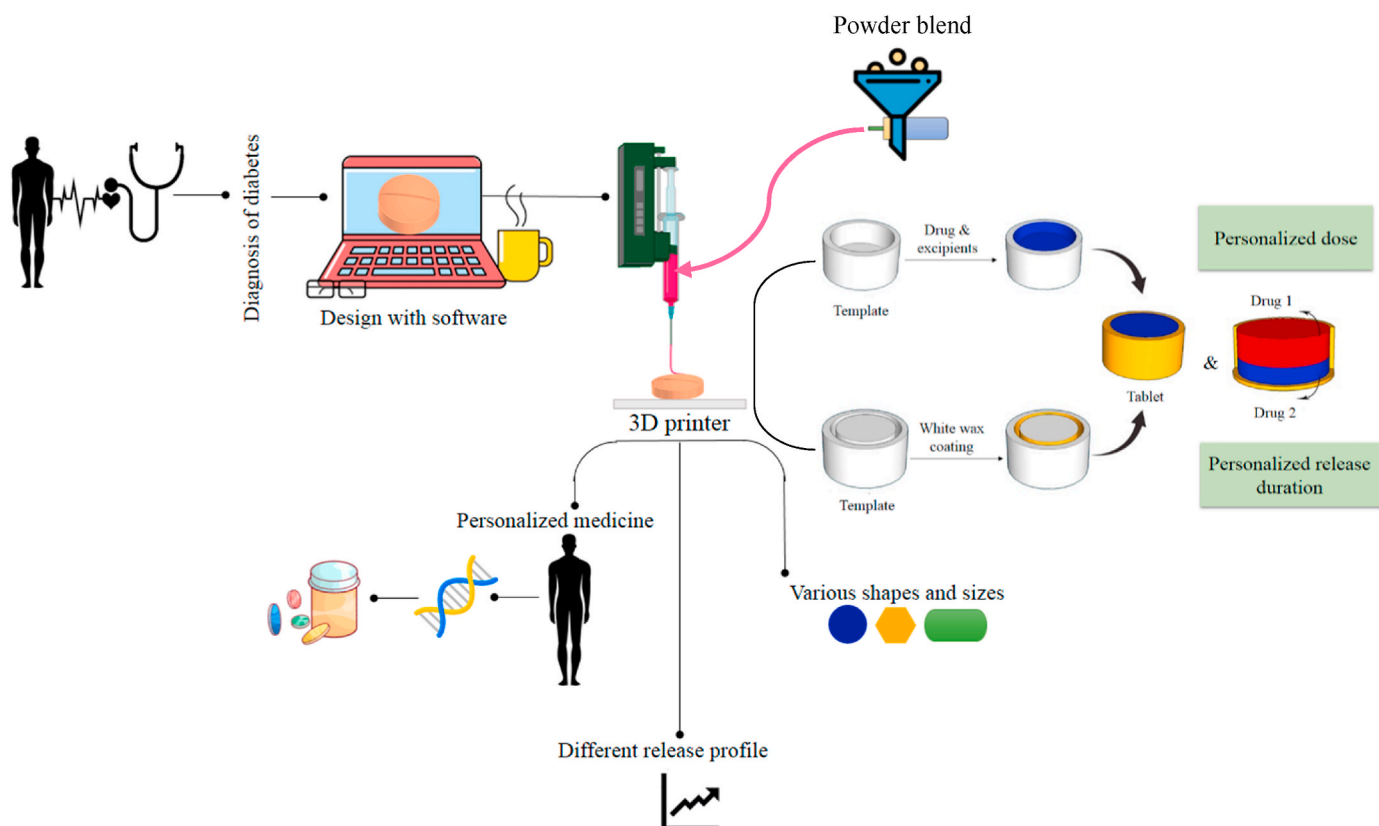 Powder blend
Diagnosis of diabetes
Design with software
3D printer
Drug &
excipients
Template
Personalized dose
Drug 1
&
Tablet
Drug 2
White wax
coating
Template
Personalized release
duration
Personalized medicine
Various shapes and sizes
Different release profile